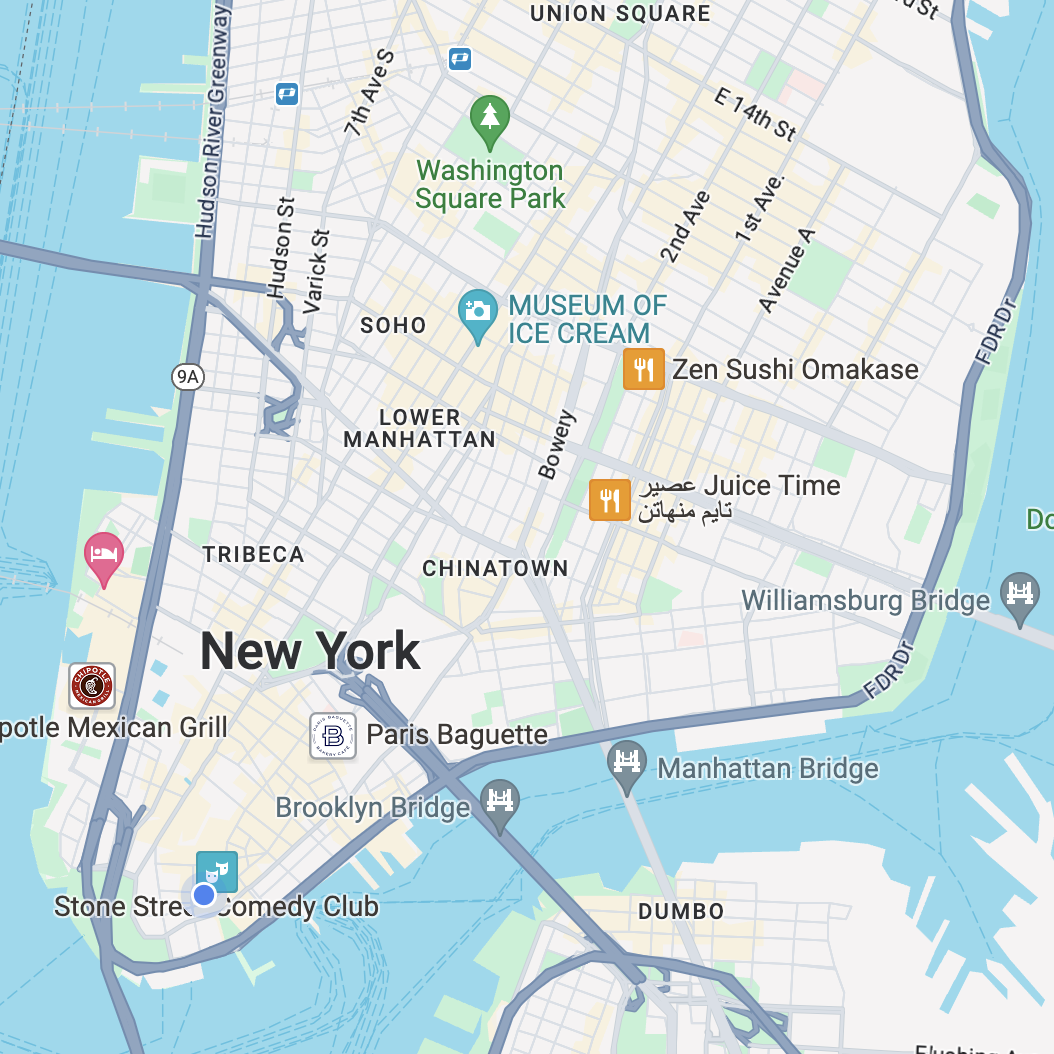 UNION SQUARE
rd St
Hudson River Greenway
7th Ave S
E 14th St
Washington
Square Park
Hudson St
Varick St
2nd Ave
1st Ave.
Avenue A
MUSEUM OF
ICE CREAM
SOHO
FDR Dr
9A
Zen Sushi Omakase
LOWER
MANHATTAN
Bowery
عصير Juice Time
تايم منهاتن
Do
TRIBECA
CHINATOWN
Williamsburg Bridge
New York
FDR Dr
CHIPOTLE
MEXICAN GRILL
potle Mexican Grill
PARIS BAGUETTE
B
BAKERY CAFE
Paris Baguette
Manhattan Bridge
Brooklyn Bridge
Stone Stre Comedy Club
DUMBO
Flushing A